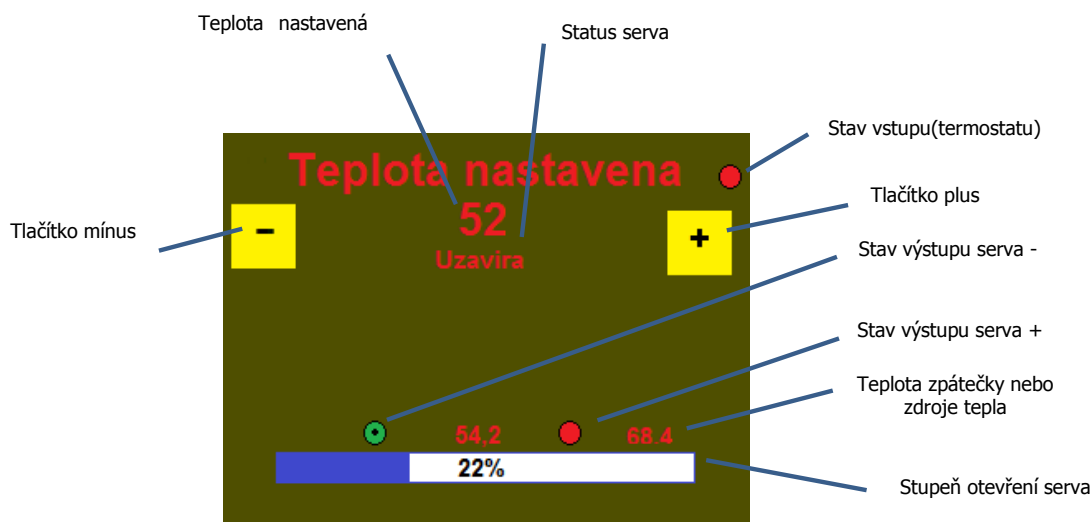 Teplota nastavená
Status serva
Stav vstupu(termostatu)
Teplota nastavena
Tlačítko plus
52
Tlačítko mínus
-
+
Uzavira
Stav výstupu serva -
Stav výstupu serva +
Teplota zpátečky nebo
zdroje tepla
54,2
68.4
22%
Stupeň otevření serva